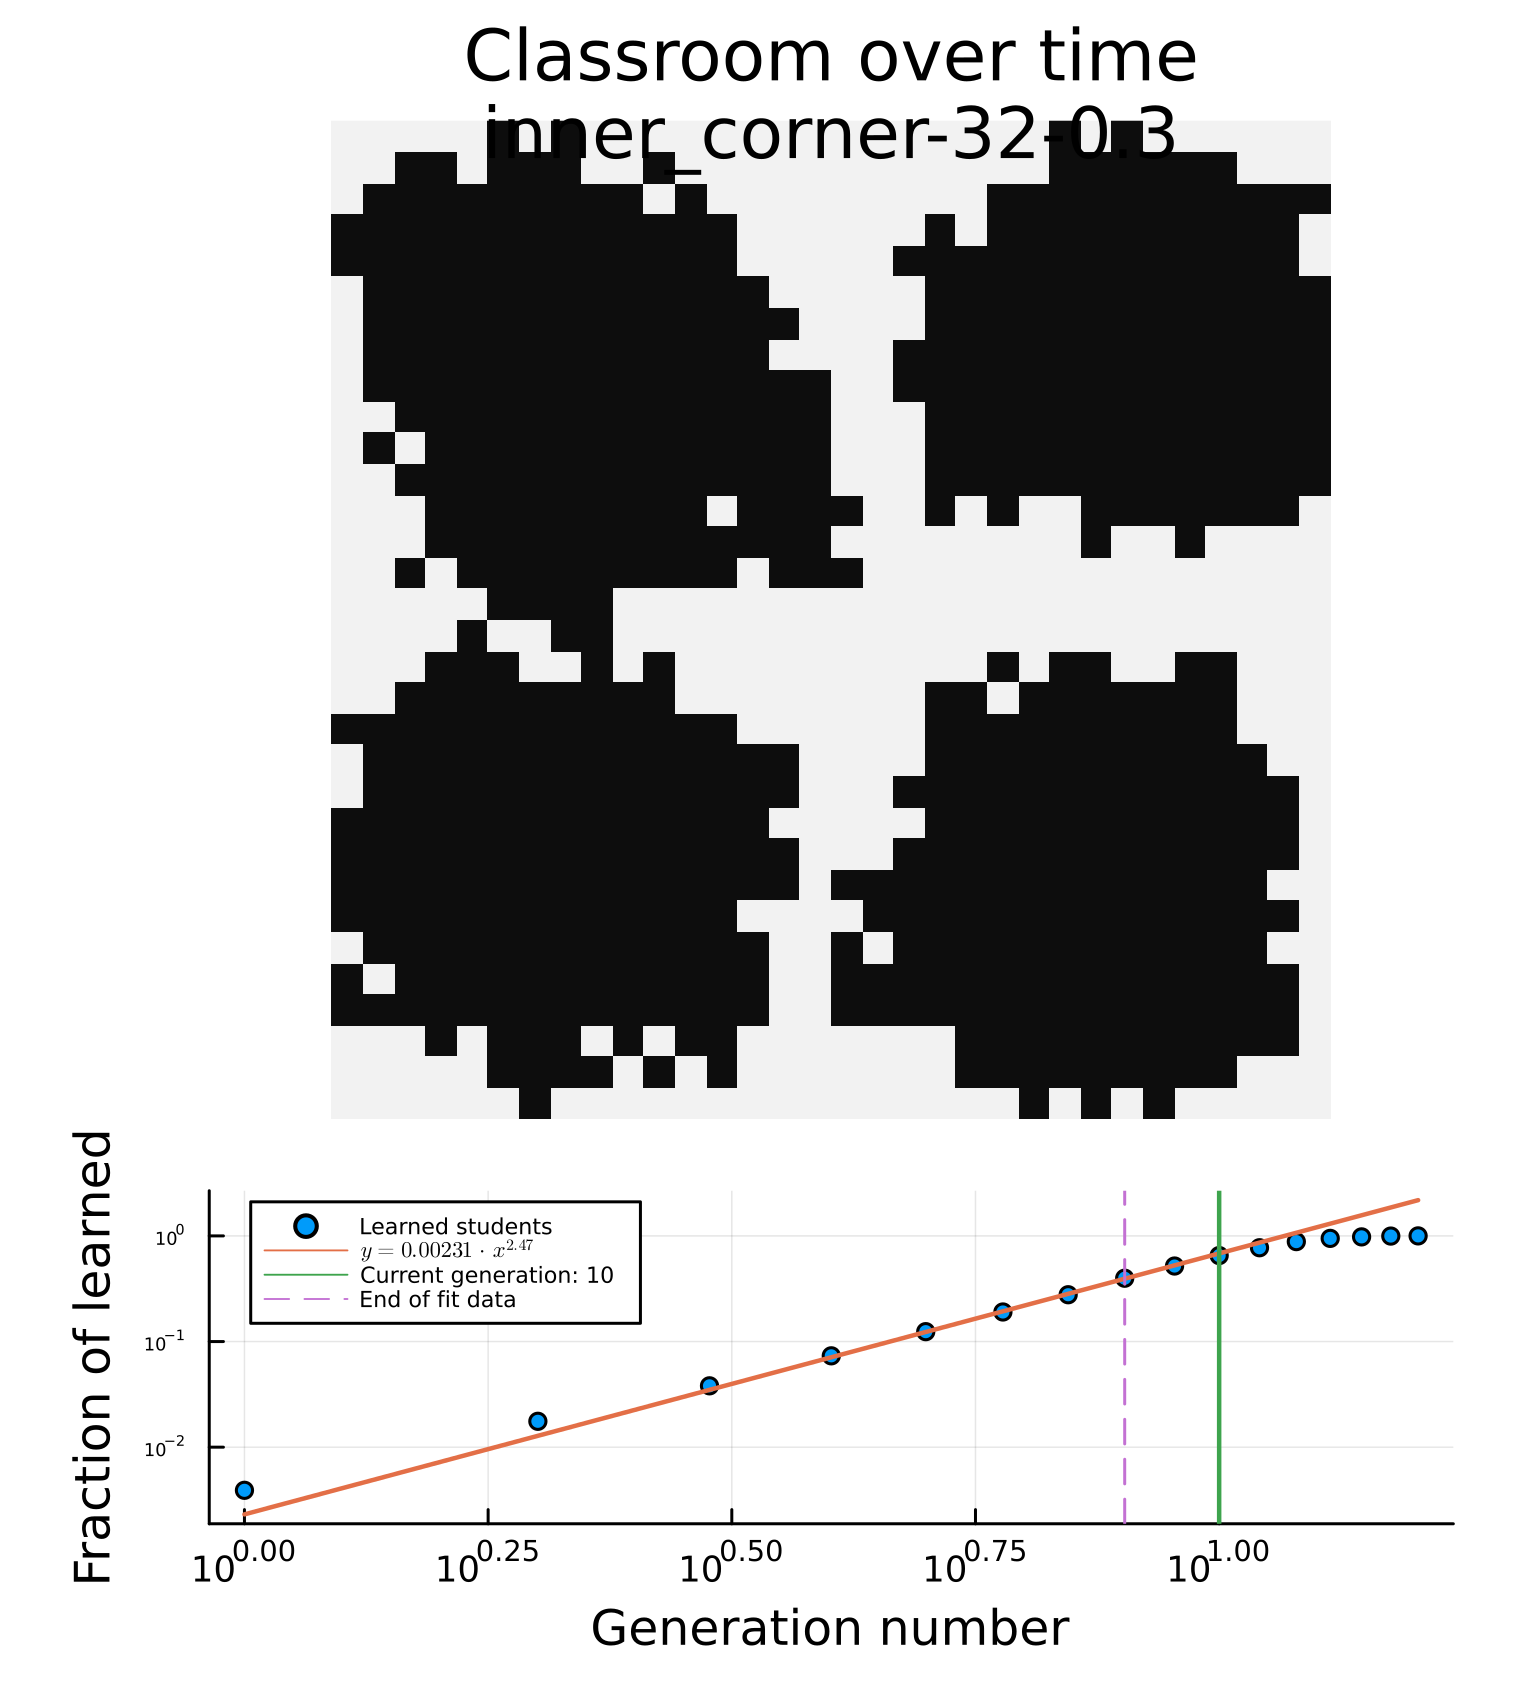 Classroom over time
inner_corner-32-0.3
Fraction of learned
10⁰
10⁻¹
10⁻²
Learned students
y = 0.00231 · x^2.47
Current generation: 10
End of fit data
10^0.00 10^0.25 10^0.50 10^0.75 10^1.00
Generation number